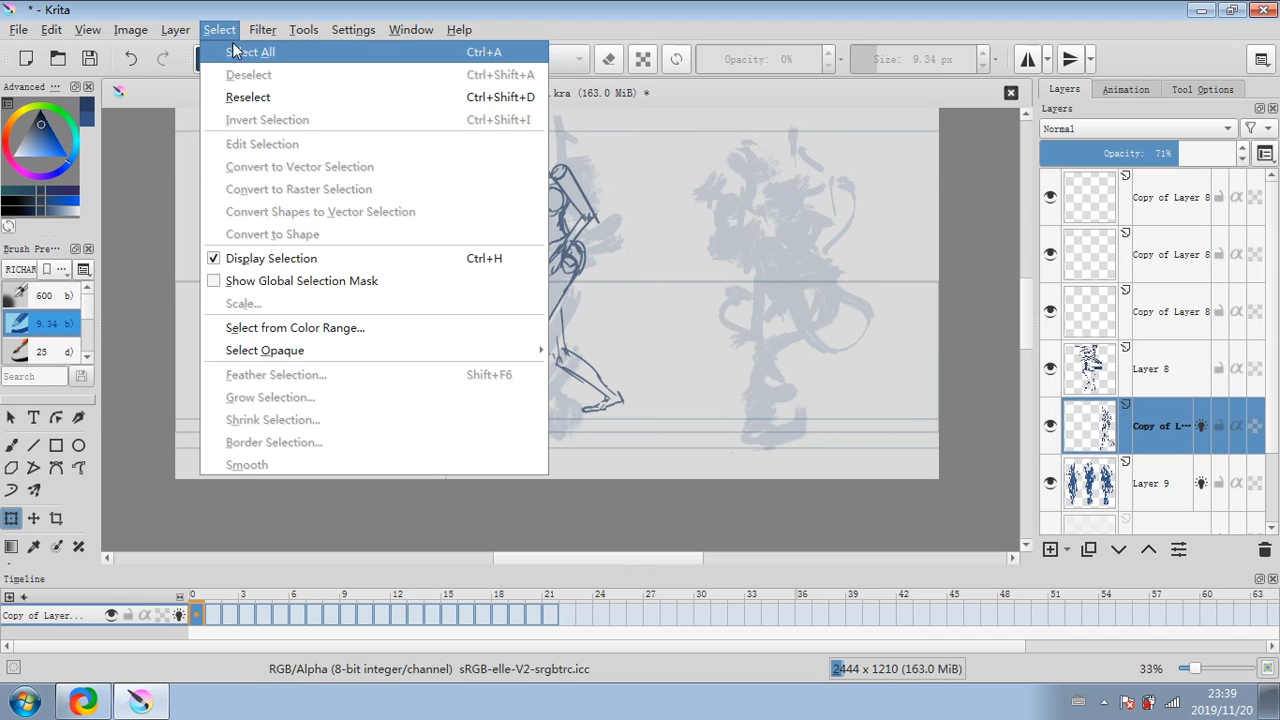 * - Krita
File Edit View Image Layer Select Filter Tools Settings Window Help
Opacity: 0% Size: 9.34 px
Advanced ...
.kra (163.0 MiB) *
Select All Ctrl+A
Deselect Ctrl+Shift+A
Reselect Ctrl+Shift+D
Invert Selection Ctrl+Shift+I
Edit Selection
Convert to Vector Selection
Convert to Raster Selection
Convert Shapes to Vector Selection
Convert to Shape
Display Selection Ctrl+H
Show Global Selection Mask
Scale...
Select from Color Range...
Select Opaque
Feather Selection... Shift+F6
Grow Selection...
Shrink Selection...
Border Selection...
Smooth
Brush Pre...
RICHAR
600 b)
9.34 b)
25 d)
Search
Layers Animation Tool Options
Layers
Normal
Opacity: 71%
Copy of Layer 8
Copy of Layer 8
Copy of Layer 8
Layer 8
Copy of L...
Layer 9
Timeline
0 3 6 9 12 15 18 21 24 27 30 33 36 39 42 45 48 51 54 57 60 63
Copy of Layer...
RGB/Alpha (8-bit integer/channel) sRGB-elle-V2-srgbtrc.icc
2444 x 1210 (163.0 MiB)
33%
23:39
2019/11/20